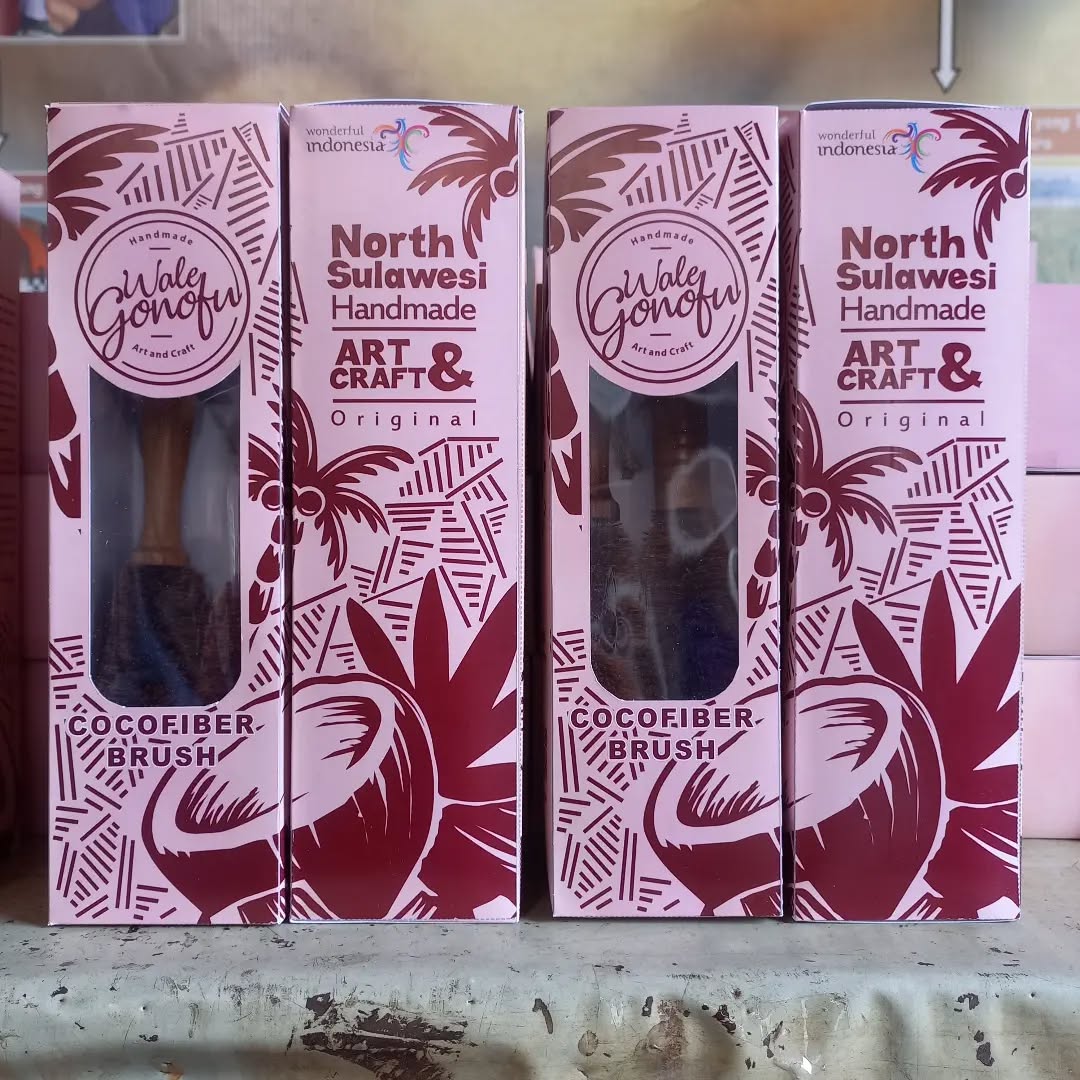 Handmade
Wale
Gonofu
Art and Craft
COCOFIBER
BRUSH
wonderful
indonesia
North
Sulawesi
Handmade
ART &
CRAFT
Original
Handmade
Wale
Gonofu
Art and Craft
COCOFIBER
BRUSH
wonderful
indonesia
North
Sulawesi
Handmade
ART &
CRAFT
Original
yang